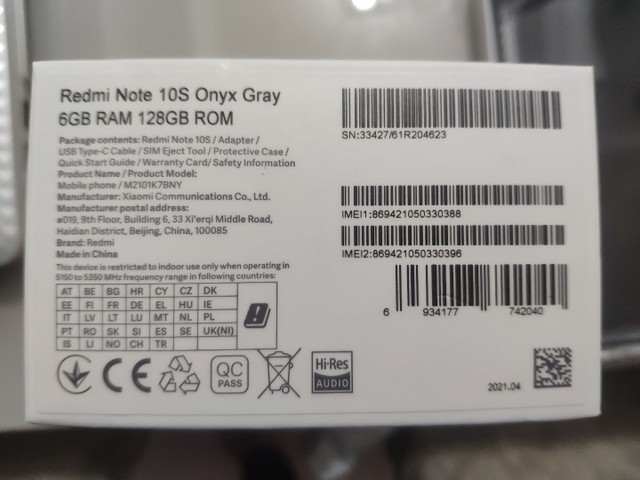 Redmi Note 10S Onyx Gray
6GB RAM 128GB ROM
Package contents: Redmi Note 10S / Adapter /
USB Type-C Cable / SIM Eject Tool / Protective Case /
Quick Start Guide / Warranty Card/ Safety Information
Product Name / Product Model:
Mobile phone / M2101K7BNY
Manufacturer: Xiaomi Communications Co., Ltd.
Manufacturer postal address:
#019, 9th Floor, Building 6, 33 Xi'erqi Middle Road,
Haidian District, Beijing, China, 100085
Brand: Redmi
Made in China
This device is restricted to indoor use only when operating in
5150 to 5350 MHz frequency range in following countries:
AT BE BG HR CY CZ DK
EE FI FR DE EL HU IE
IT LV LT LU MT NL PL
PT RO SK SI ES SE UK(NI)
IS LI NO CH TR
CE
QC
PASS
Hi-Res
AUDIO
SN:33427/61R204623
IMEI1:869421050330388
IMEI2:869421050330396
6 934177 742040
2021.04